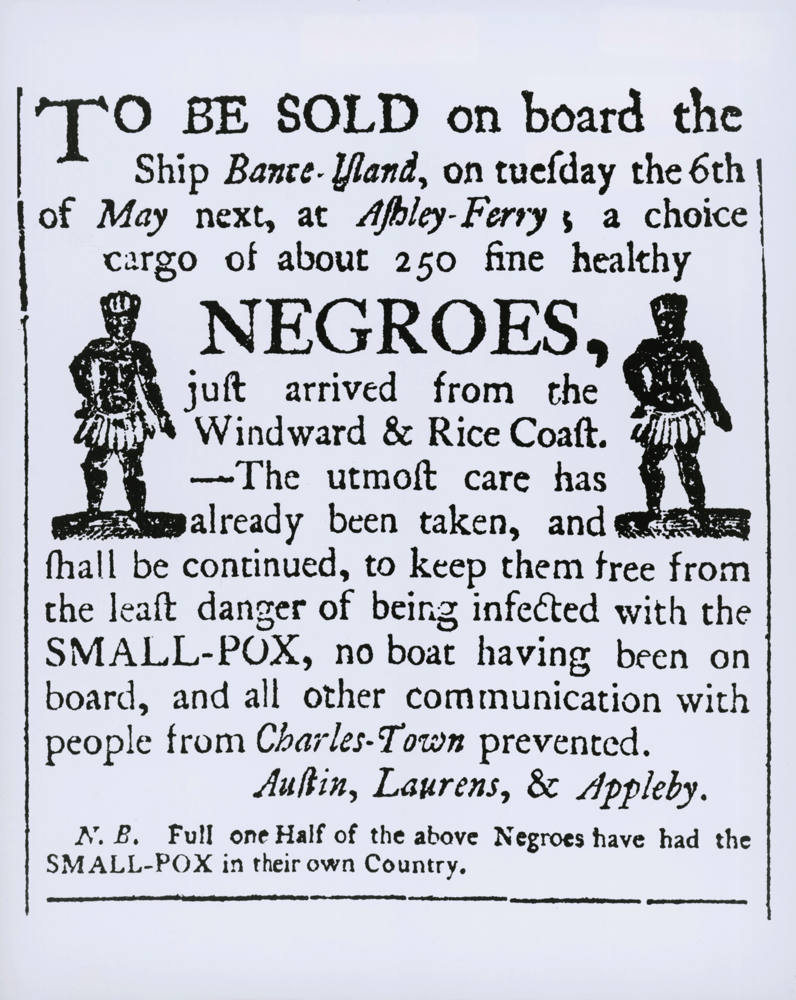 TO BE SOLD on board the
Ship Bance-Iſland, on tueſday the 6th
of May next, at Aſhley-Ferry; a choice
cargo of about 250 fine healthy
NEGROES,
juſt arrived from the
Windward & Rice Coaſt.
—The utmoſt care has
already been taken, and
ſhall be continued, to keep them free from
the leaſt danger of being infected with the
SMALL-POX, no boat having been on
board, and all other communication with
people from Charles-Town prevented.
Auſtin, Laurens, & Appleby.
N. B. Full one Half of the above Negroes have had the
SMALL-POX in their own Country.